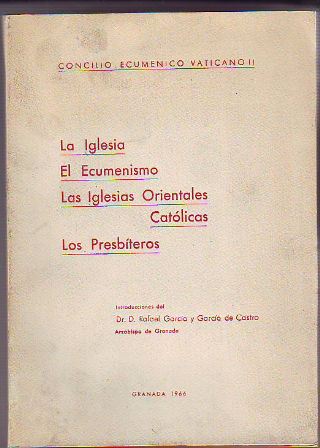 CONCILIO ECUMENICO VATICANO II
La Iglesia
El Ecumenismo
Las Iglesias Orientales
Católicas
Los Presbíteros
Introducciones del
Dr. D. Rafael García y García de Castro
Arzobispo de Granada
GRANADA 1966